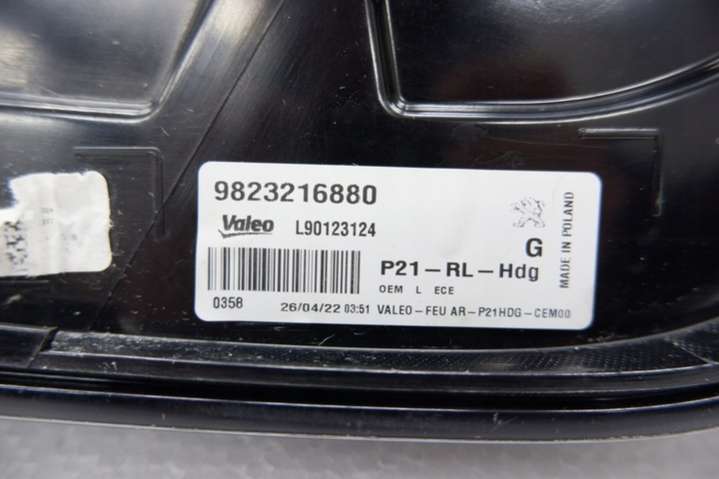 9823216880
Valeo L90123124
G
P21-RL-Hdg
OEM L ECE
0358 26/04/22 03:51 VALEO-FEU AR-P21HDG-CEM00
MADE IN POLAND